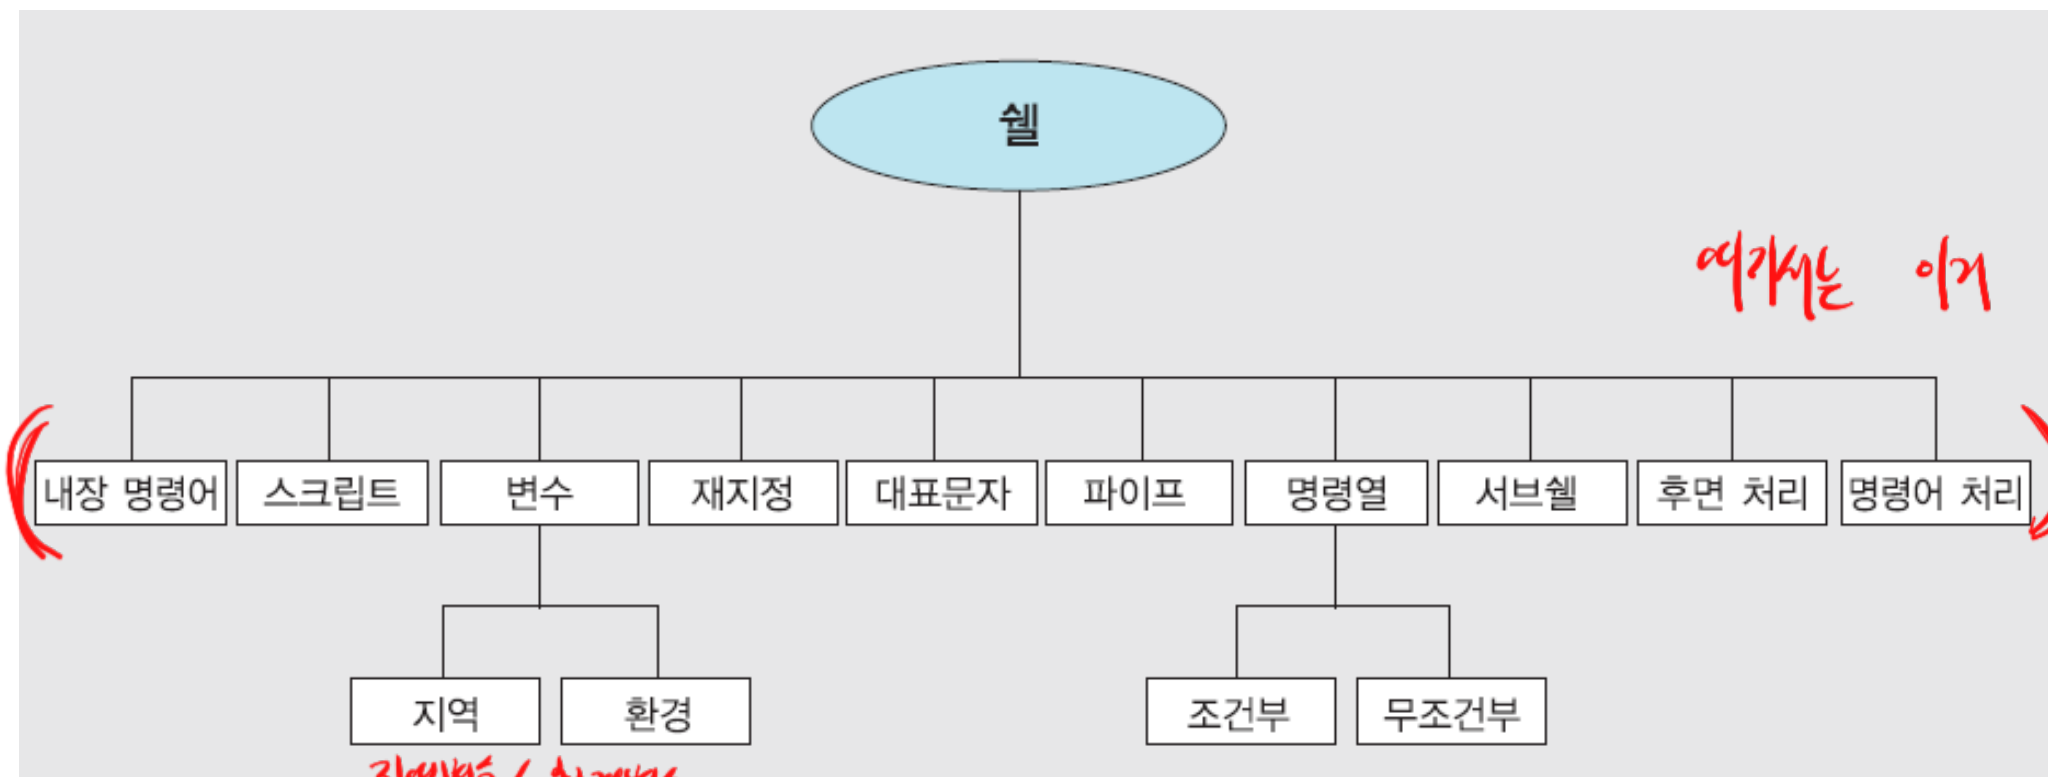 쉘
여기서는 이거
내장 명령어 스크립트 변수 재지정 대표문자 파이프 명령열 서브쉘 후면 처리 명령어 처리
지역 환경 조건부 무조건부